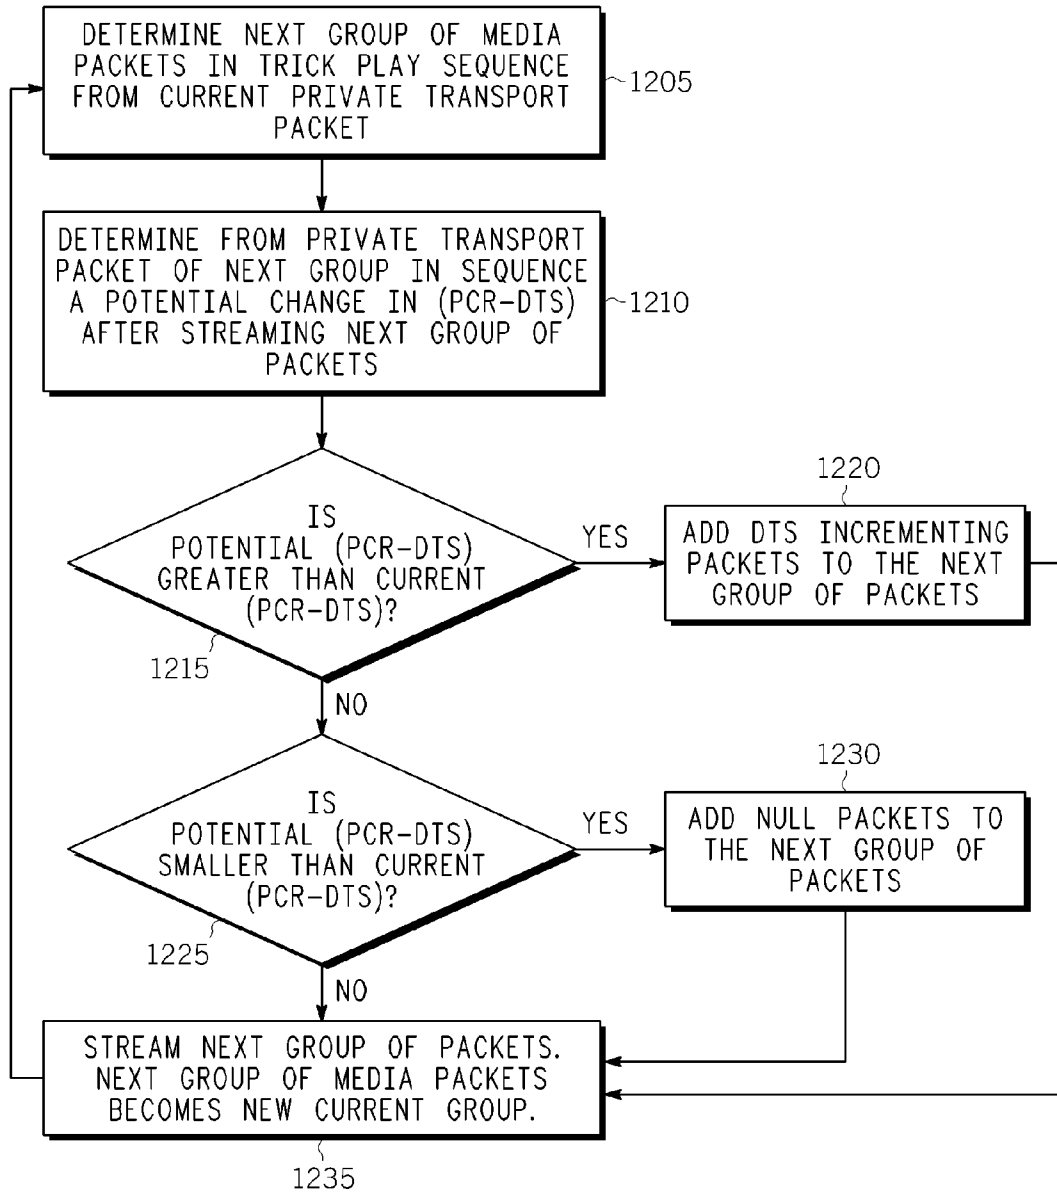 DETERMINE NEXT GROUP OF MEDIA
PACKETS IN TRICK PLAY SEQUENCE
FROM CURRENT PRIVATE TRANSPORT
PACKET
1205
DETERMINE FROM PRIVATE TRANSPORT
PACKET OF NEXT GROUP IN SEQUENCE
A POTENTIAL CHANGE IN (PCR-DTS)
AFTER STREAMING NEXT GROUP OF
PACKETS
1210
IS
POTENTIAL (PCR-DTS)
GREATER THAN CURRENT
(PCR-DTS)?
1215
YES
1220
ADD DTS INCREMENTING
PACKETS TO THE NEXT
GROUP OF PACKETS
NO
IS
POTENTIAL (PCR-DTS)
SMALLER THAN CURRENT
(PCR-DTS)?
1225
YES
1230
ADD NULL PACKETS TO
THE NEXT GROUP OF
PACKETS
NO
STREAM NEXT GROUP OF PACKETS.
NEXT GROUP OF MEDIA PACKETS
BECOMES NEW CURRENT GROUP.
1235